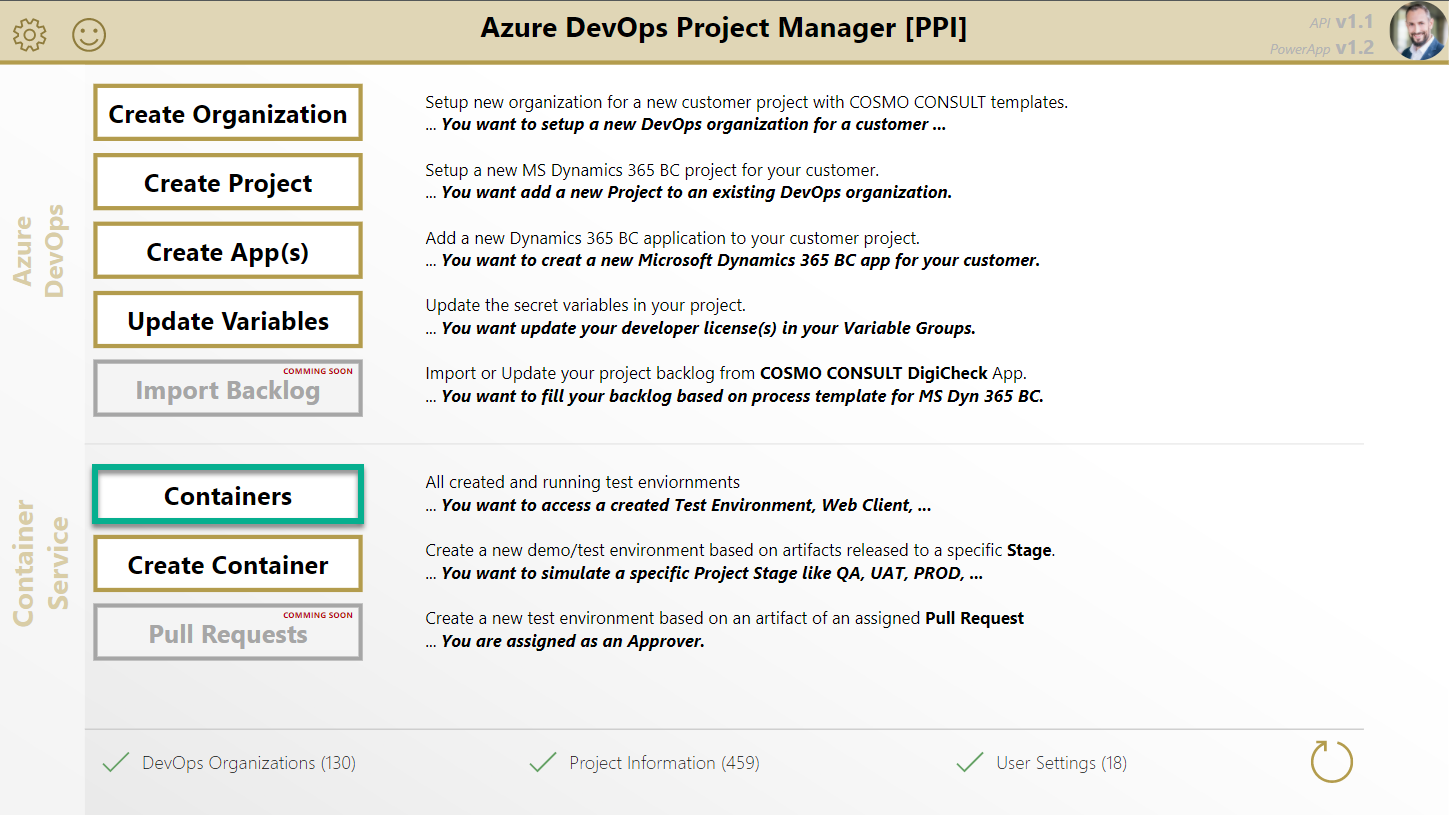 Azure DevOps Project Manager [PPI]
API v1.1
PowerApp v1.2
Azure
DevOps
Create Organization
Setup new organization for a new customer project with COSMO CONSULT templates.
... You want to setup a new DevOps organization for a customer ...
Create Project
Setup a new MS Dynamics 365 BC project for your customer.
... You want add a new Project to an existing DevOps organization.
Create App(s)
Add a new Dynamics 365 BC application to your customer project.
... You want to creat a new Microsoft Dynamics 365 BC app for your customer.
Update Variables
Update the secret variables in your project.
... You want update your developer license(s) in your Variable Groups.
COMMING SOON
Import Backlog
Import or Update your project backlog from COSMO CONSULT DigiCheck App.
... You want to fill your backlog based on process template for MS Dyn 365 BC.
Container
Service
Containers
All created and running test enviornments
... You want to access a created Test Environment, Web Client, ...
Create Container
Create a new demo/test environment based on artifacts released to a specific Stage.
... You want to simulate a specific Project Stage like QA, UAT, PROD, ...
COMMING SOON
Pull Requests
Create a new test environment based on an artifact of an assigned Pull Request
... You are assigned as an Approver.
DevOps Organizations (130)
Project Information (459)
User Settings (18)